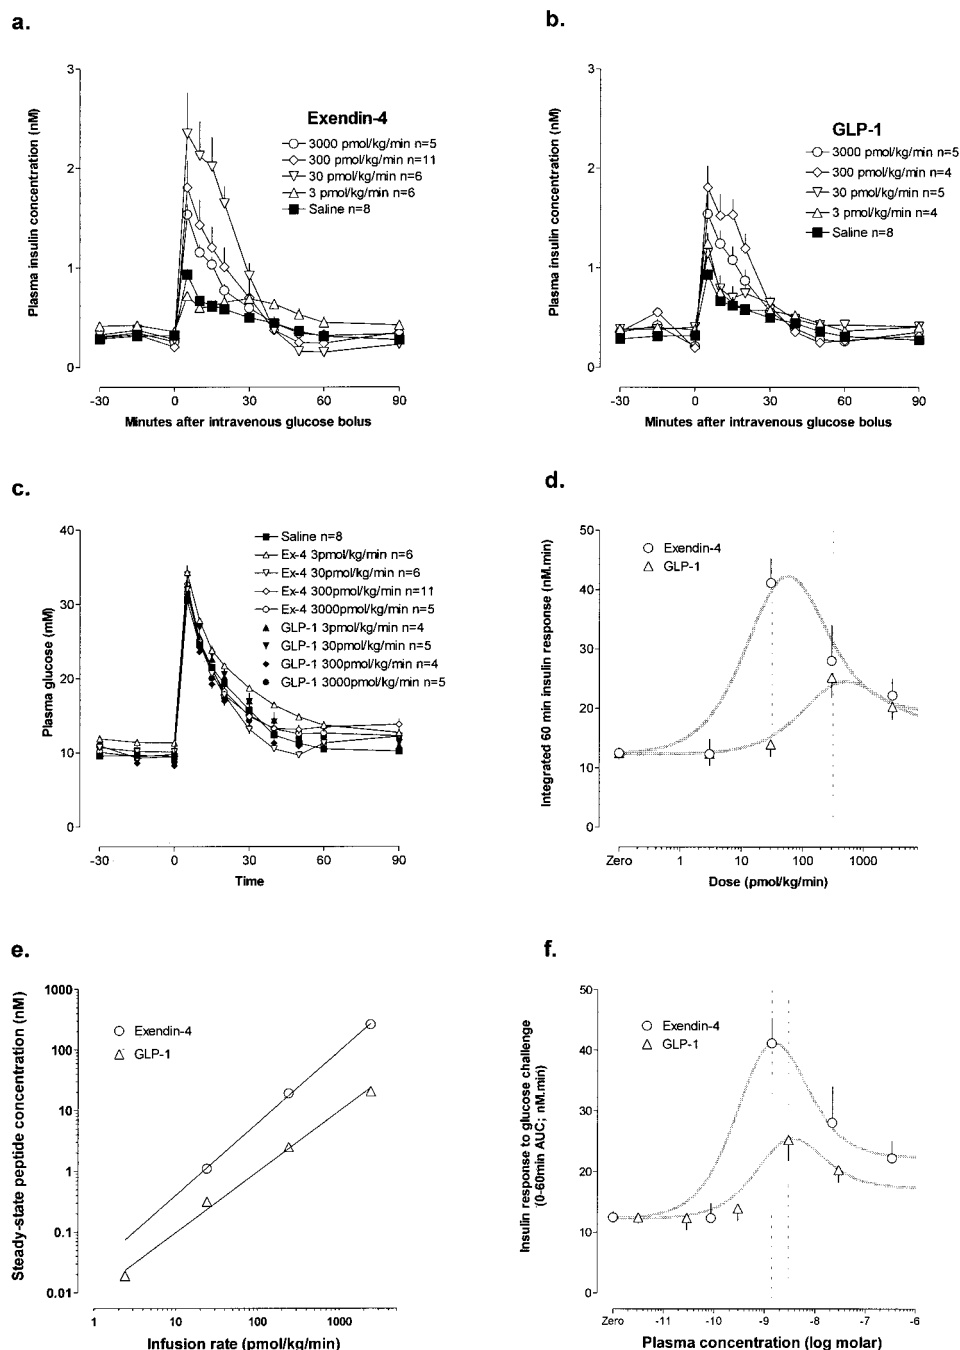 a.
3
2
1
0
Plasma insulin concentration (nM)
Exendin-4
3000 pmol/kg/min n=5
300 pmol/kg/min n=11
30 pmol/kg/min n=6
3 pmol/kg/min n=6
Saline n=8
-30 0 30 60 90
Minutes after intravenous glucose bolus
b.
3
2
1
0
Plasma insulin concentration (nM)
GLP-1
3000 pmol/kg/min n=5
300 pmol/kg/min n=4
30 pmol/kg/min n=5
3 pmol/kg/min n=4
Saline n=8
-30 0 30 60 90
Minutes after intravenous glucose bolus
c.
40
30
20
10
0
Plasma glucose (mM)
Saline n=8
Ex-4 3pmol/kg/min n=6
Ex-4 30pmol/kg/min n=6
Ex-4 300pmol/kg/min n=11
Ex-4 3000pmol/kg/min n=5
GLP-1 3pmol/kg/min n=4
GLP-1 30pmol/kg/min n=5
GLP-1 300pmol/kg/min n=4
GLP-1 3000pmol/kg/min n=5
-30 0 30 60 90
Time
d.
50
40
30
20
10
0
Integrated 60 min insulin response (nM.min)
Exendin-4
GLP-1
Zero 1 10 100 1000
Dose (pmol/kg/min)
e.
1000
100
10
1
0.1
0.01
Steady-state peptide concentration (nM)
Exendin-4
GLP-1
1 10 100 1000
Infusion rate (pmol/kg/min)
f.
50
40
30
20
10
0
Insulin response to glucose challenge
(0-60min AUC; nM.min)
Exendin-4
GLP-1
Zero -11 -10 -9 -8 -7 -6
Plasma concentration (log molar)